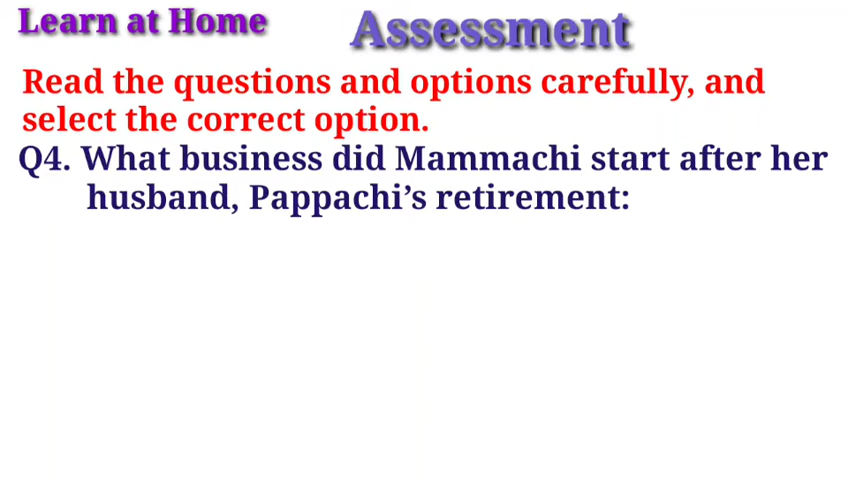 Learn at Home
Assessment
Read the questions and options carefully, and
select the correct option.
Q4. What business did Mammachi start after her
husband, Pappachi’s retirement: